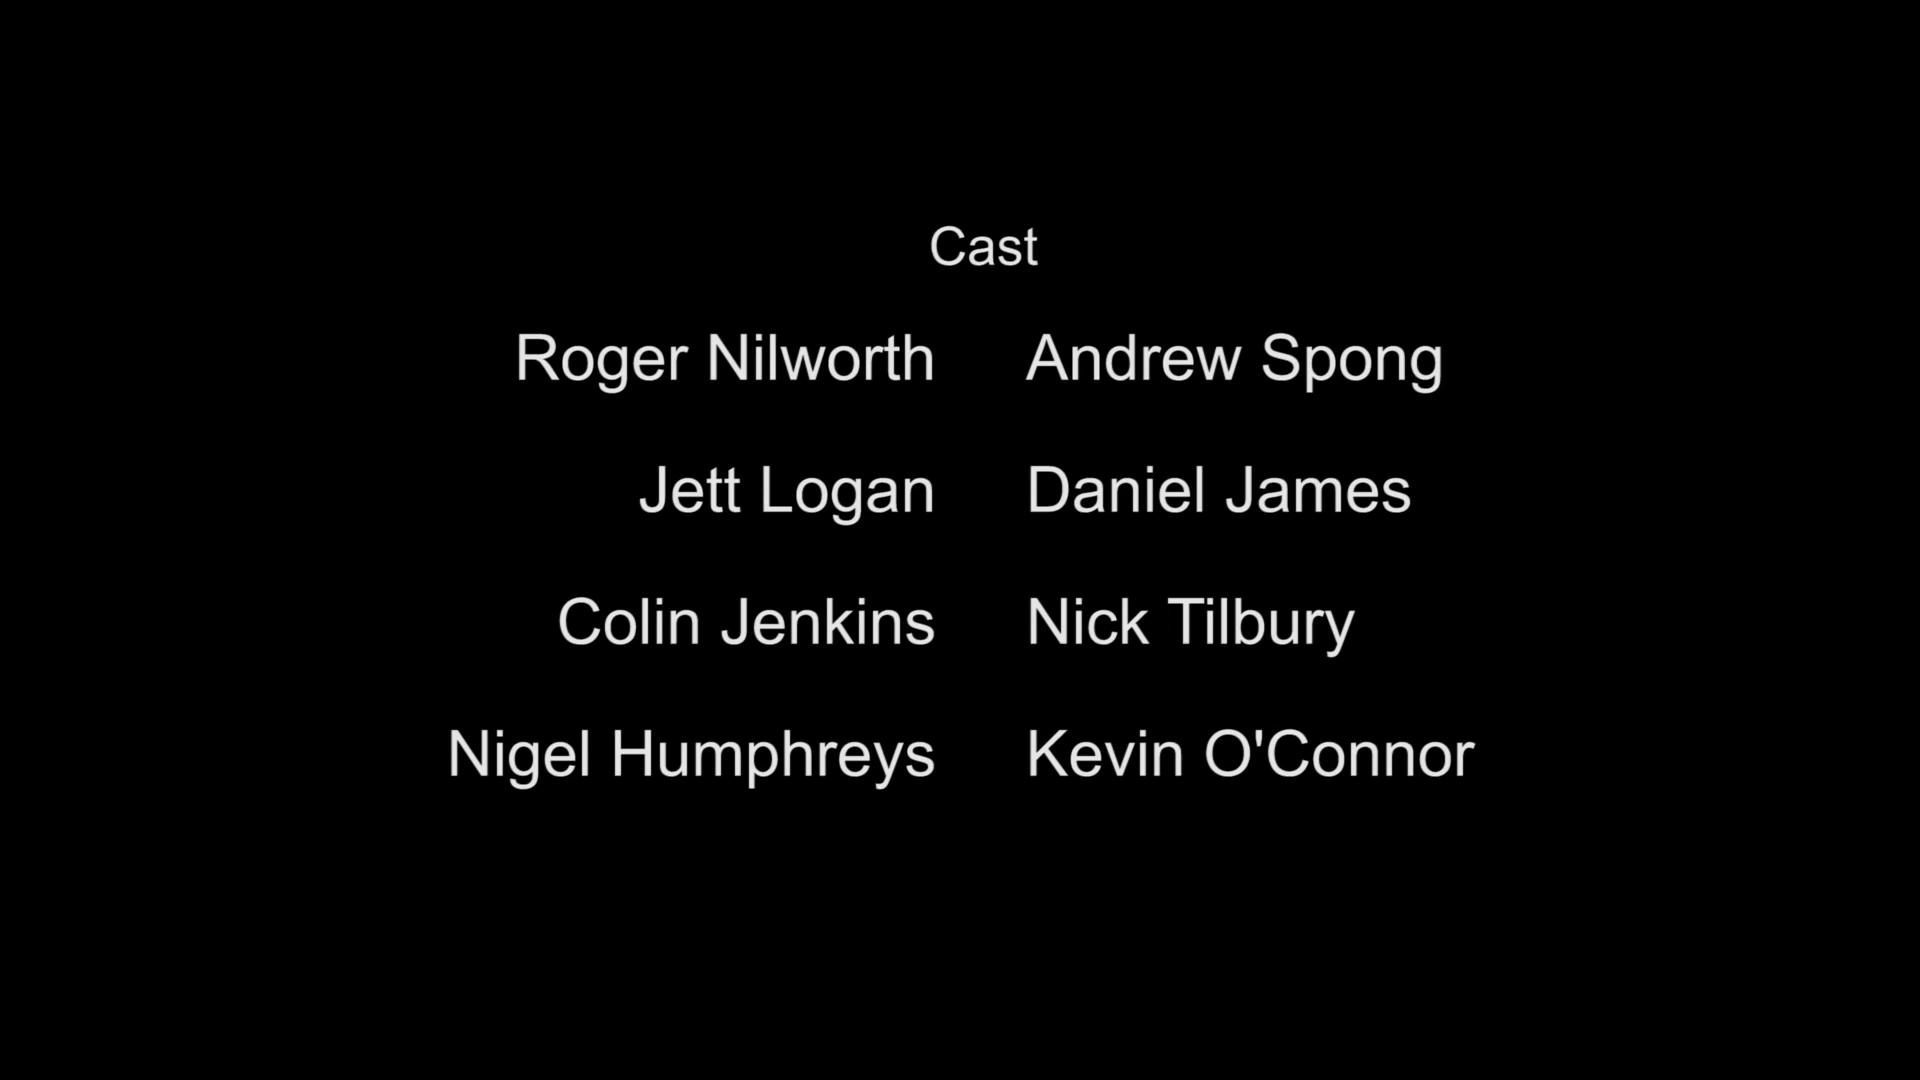 Cast
Roger Nilworth Andrew Spong
Jett Logan Daniel James
Colin Jenkins Nick Tilbury
Nigel Humphreys Kevin O'Connor